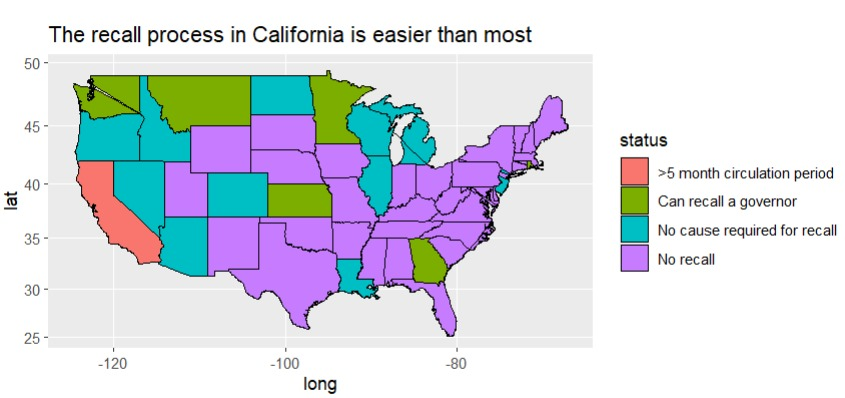 The recall process in California is easier than most
50
45
40
35
30
25
lat
-120
-100
-80
long
status
>5 month circulation period
Can recall a governor
No cause required for recall
No recall